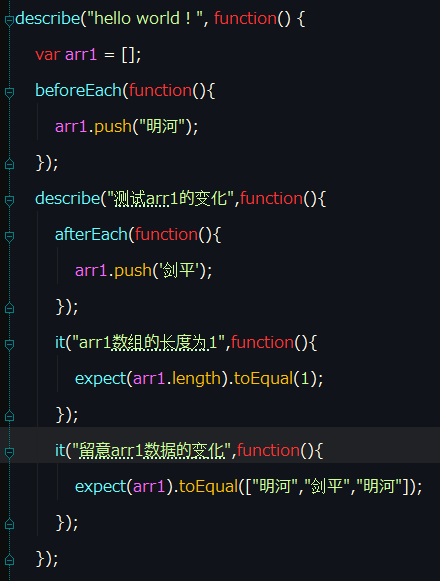 describe("hello world ! ", function() {
var arr1 = [];
beforeEach(function(){
arr1.push("明河");
});
describe("测试arr1的变化",function(){
afterEach(function(){
arr1.push('剑平');
});
it("arr1数组的长度为1",function(){
expect(arr1.length).toEqual(1);
});
it("留意arr1数据的变化",function(){
expect(arr1).toEqual(["明河","剑平","明河"]);
});
});